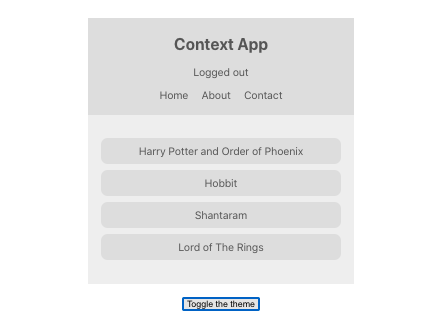 Context App
Logged out
Home About Contact
Harry Potter and Order of Phoenix
Hobbit
Shantaram
Lord of The Rings
Toggle the theme